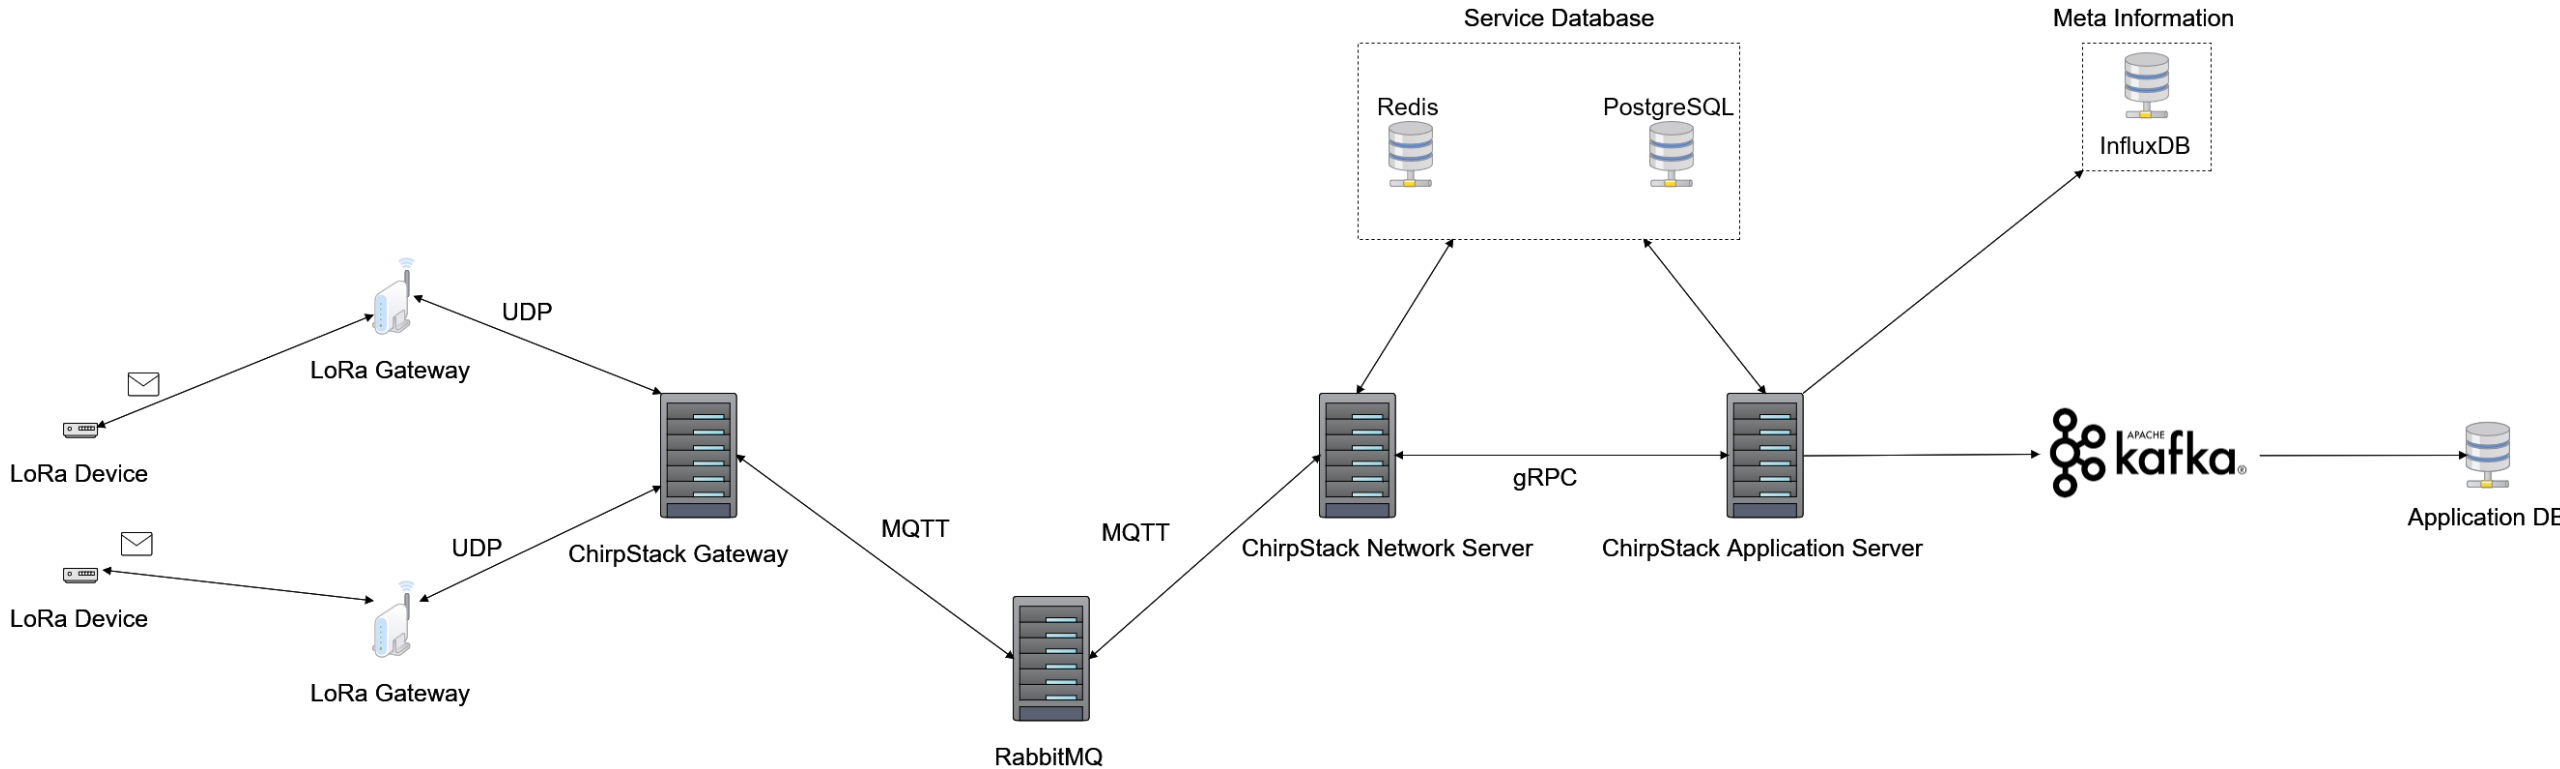 Service Database
Meta Information
Redis
PostgreSQL
InfluxDB
UDP
LoRa Gateway
LoRa Device
UDP
LoRa Device
LoRa Gateway
ChirpStack Gateway
MQTT
RabbitMQ
MQTT
ChirpStack Network Server
gRPC
ChirpStack Application Server
APACHE
kafka®
Application DB